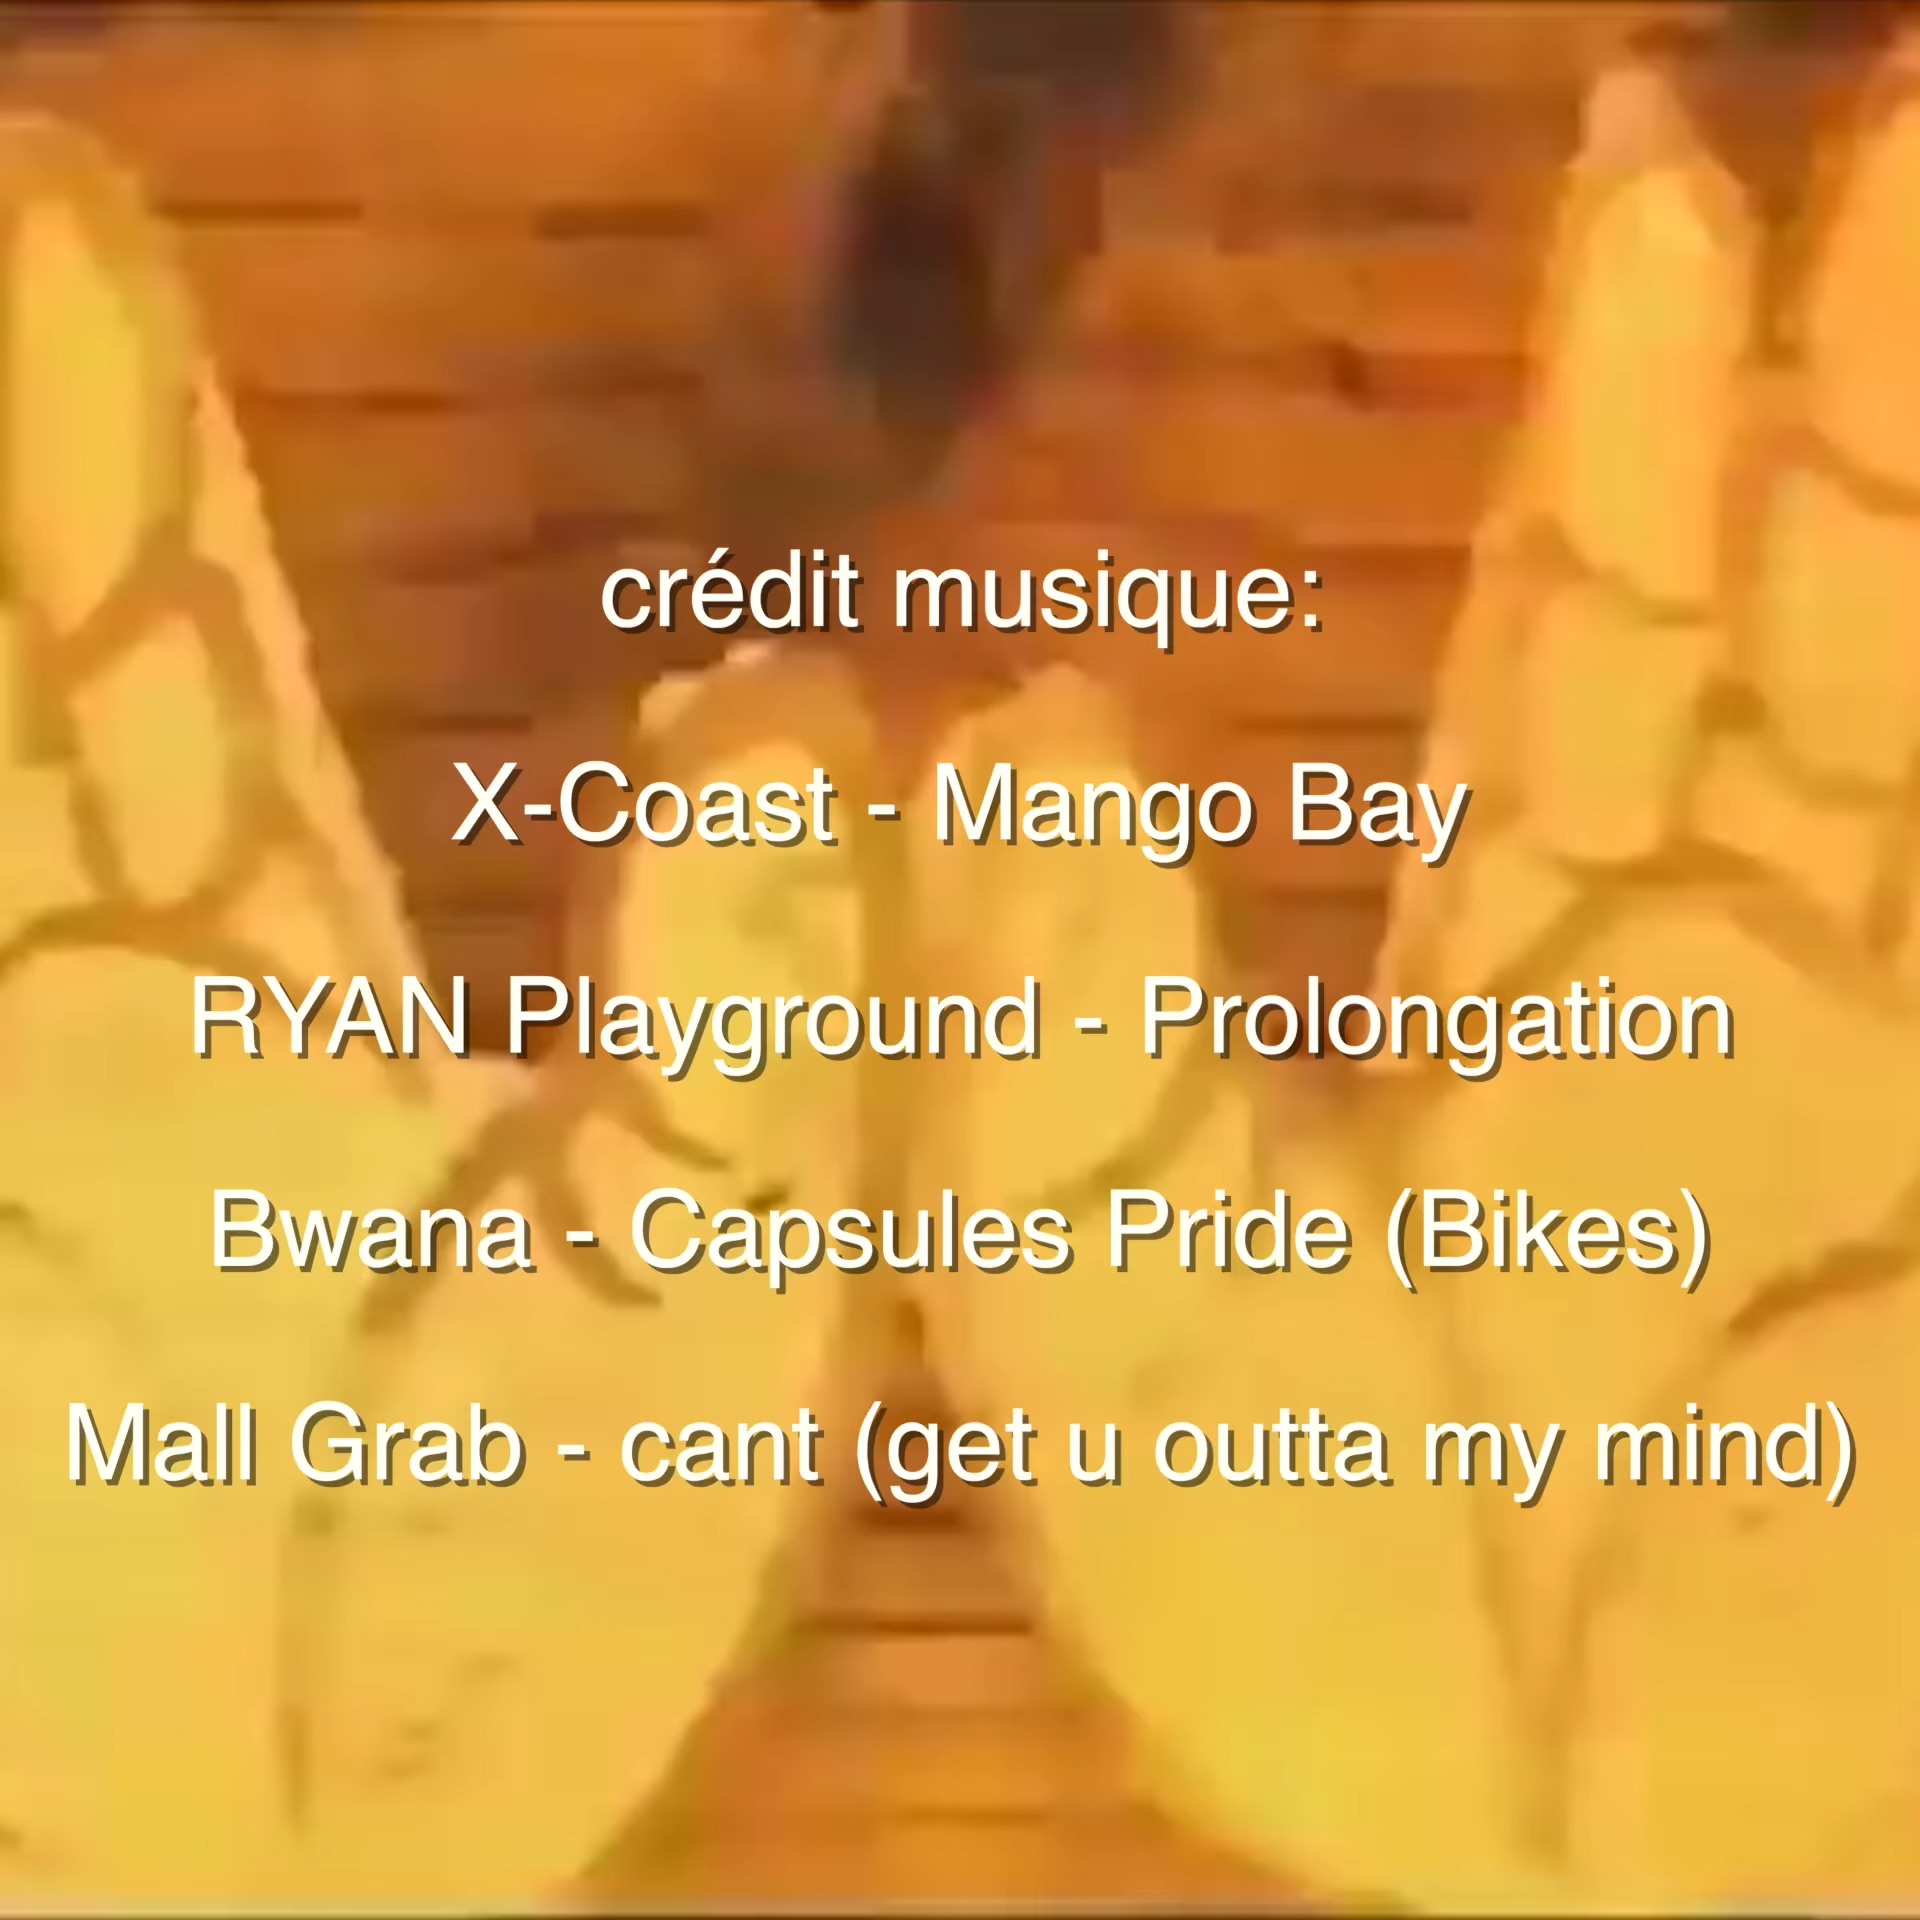 crédit musique:
X-Coast - Mango Bay
RYAN Playground - Prolongation
Bwana - Capsules Pride (Bikes)
Mall Grab - cant (get u outta my mind)